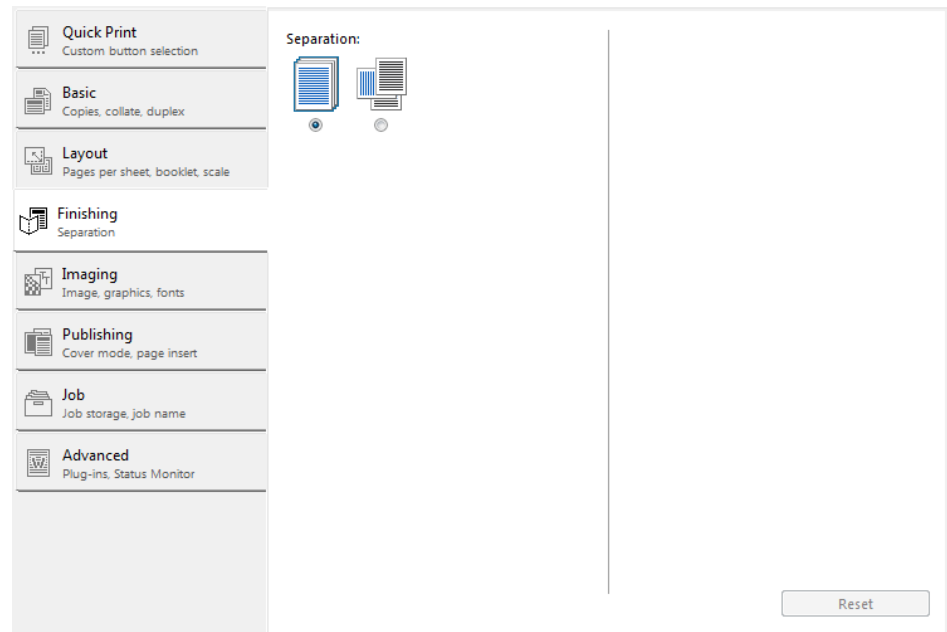 Quick Print
Custom button selection
Basic
Copies, collate, duplex
Layout
Pages per sheet, booklet, scale
Finishing
Separation
Imaging
Image, graphics, fonts
Publishing
Cover mode, page insert
Job
Job storage, job name
Advanced
Plug-ins, Status Monitor
Separation:
Reset